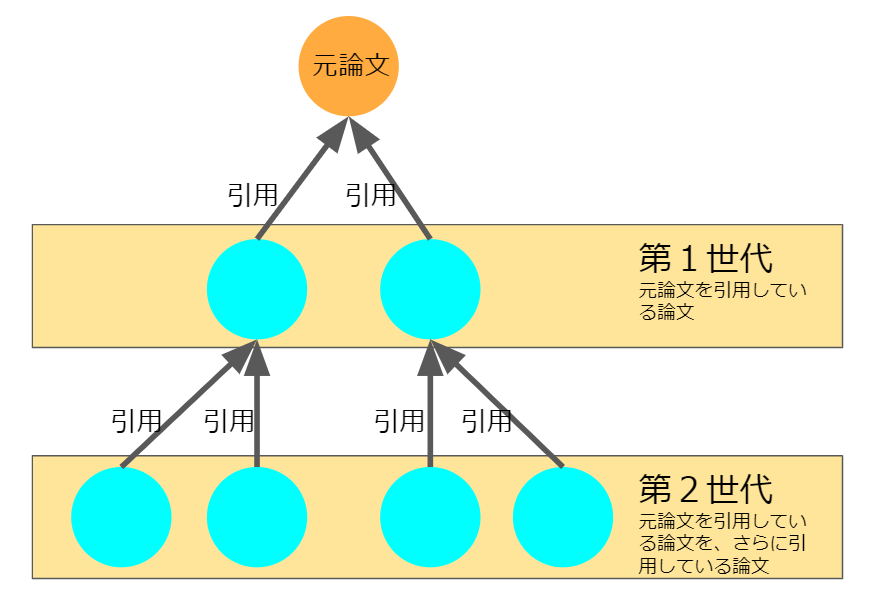 元論文
引用
引用
第１世代
元論文を引用してい
る論文
引用
引用
引用
引用
第２世代
元論文を引用してい
る論文を、さらに引
用している論文